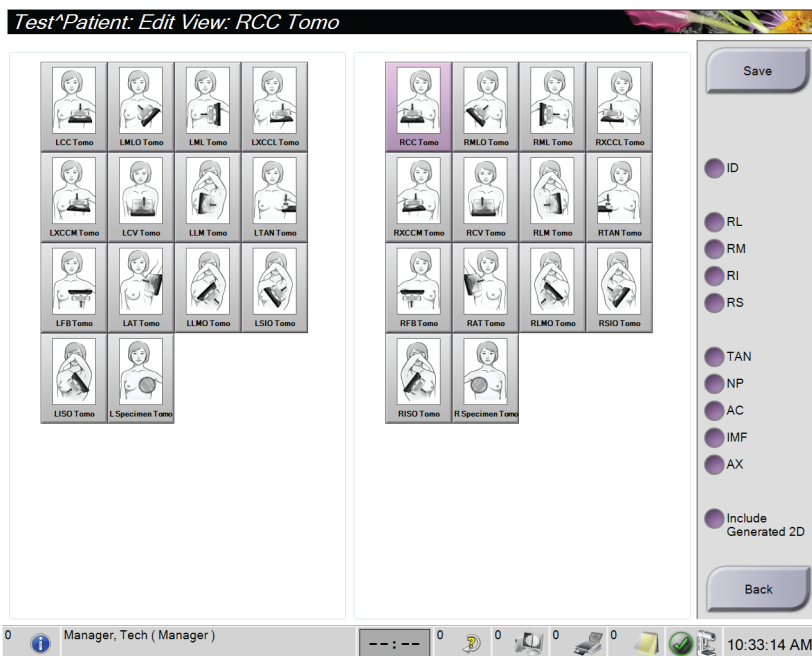 Test^Patient: Edit View: RCC Tomo
LCC Tomo
LMLO Tomo
LML Tomo
LXCCL Tomo
LXCCM Tomo
LCV Tomo
LLM Tomo
LTAN Tomo
LFB Tomo
LAT Tomo
LLMO Tomo
LSIO Tomo
LISO Tomo
L Specimen Tomo
RCC Tomo
RMLO Tomo
RML Tomo
RXCCL Tomo
RXCCM Tomo
RCV Tomo
RLM Tomo
RTAN Tomo
RFB Tomo
RAT Tomo
RLMO Tomo
RSIO Tomo
RISO Tomo
R Specimen Tomo
Save
ID
RL
RM
RI
RS
TAN
NP
AC
IMF
AX
Include
Generated 2D
Back
0
Manager, Tech ( Manager )
--:--
0
0
0
0
10:33:14 AM